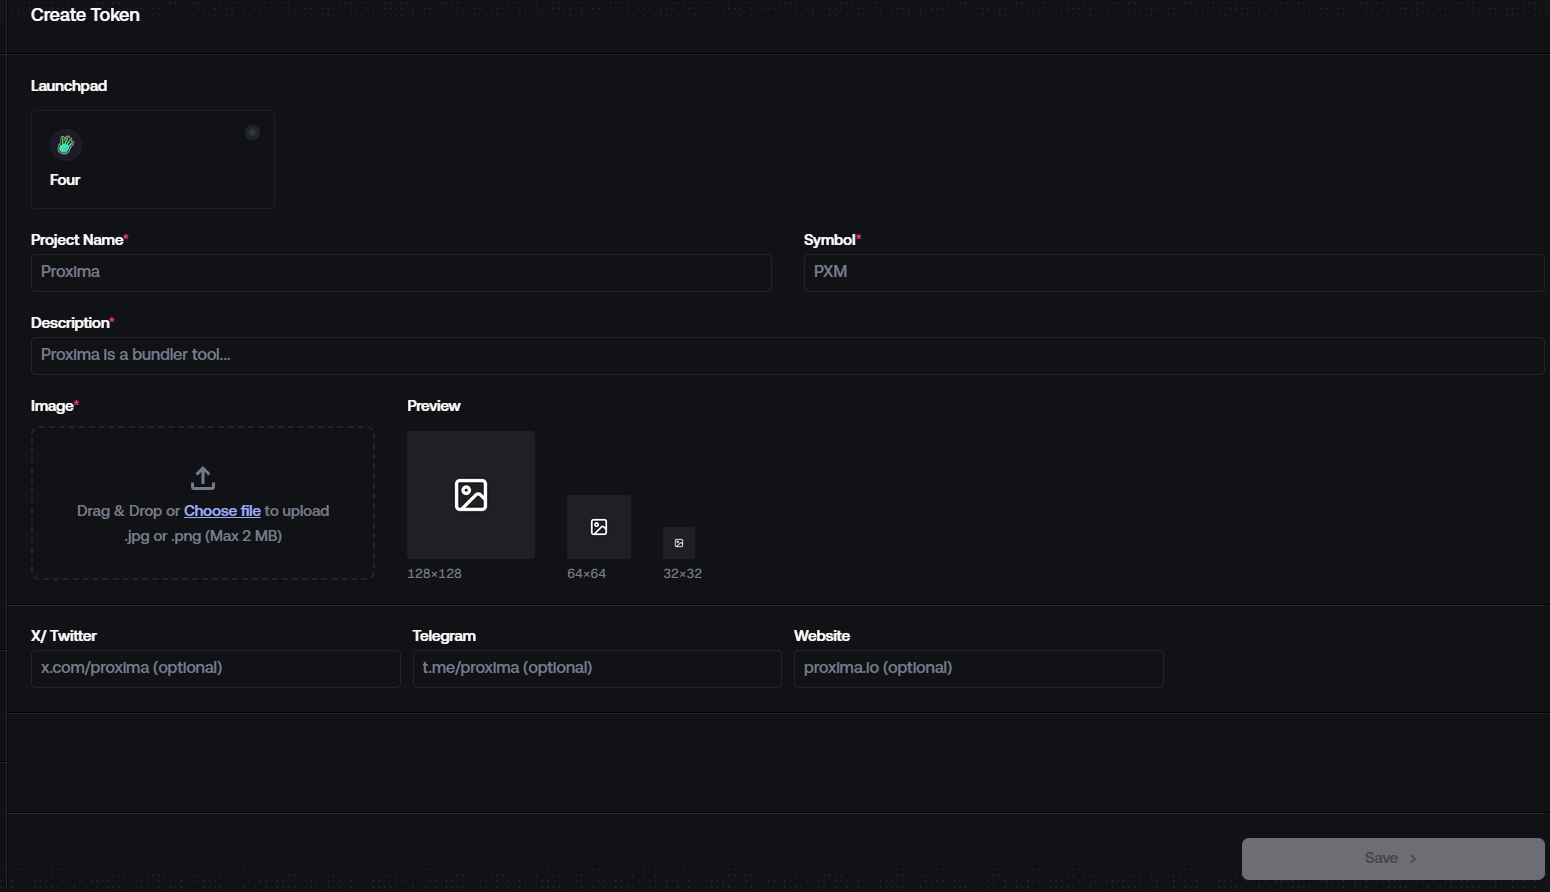 Create Token
Launchpad
Four
Project Name*
Symbol*
Proxima
PXM
Description*
Proxima is a bundler tool...
Image*
Preview
Drag & Drop or Choose file to upload
.jpg or .png (Max 2 MB)
128×128
64×64
32×32
X/ Twitter
Telegram
Website
x.com/proxima (optional)
t.me/proxima (optional)
proxima.io (optional)
Save